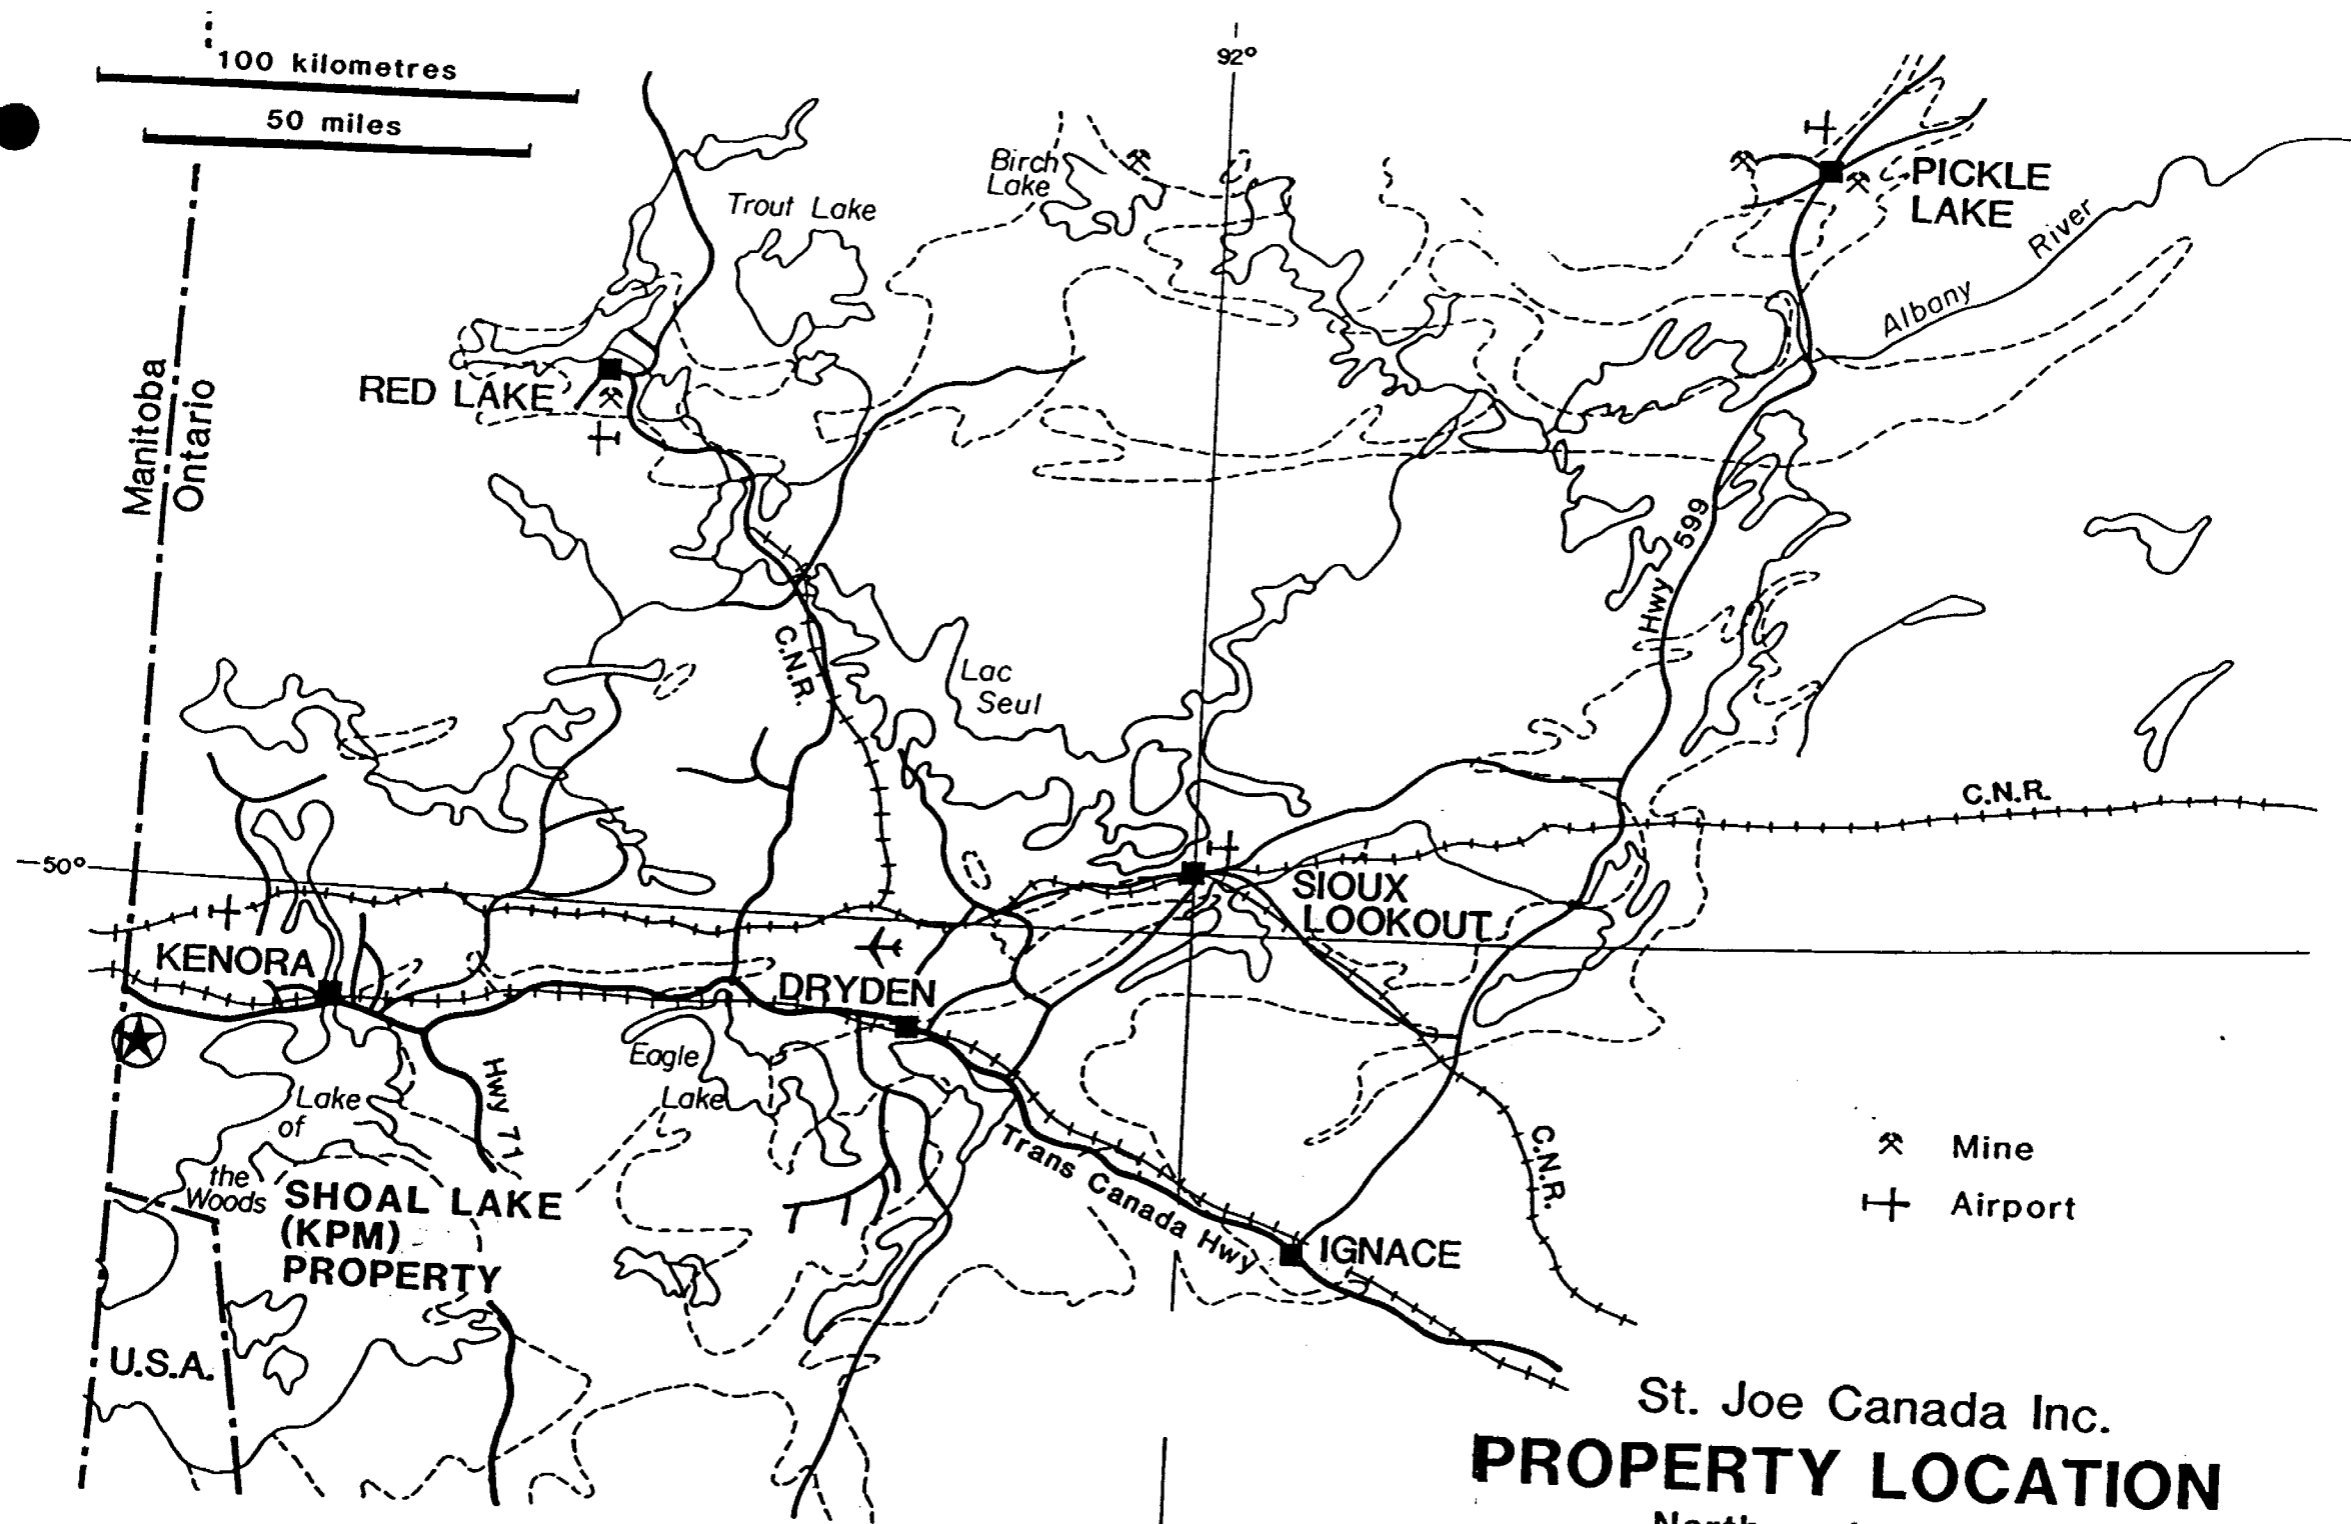 100 kilometres
50 miles
92°
Birch
Lake
Trout Lake
PICKLE
LAKE
Albany River
RED LAKE
Manitoba
Ontario
Hwy 599
C.N.R.
Lac
Seul
C.N.R.
50°
SIOUX
LOOKOUT
KENORA
DRYDEN
Eagle
Lake
Hwy 71
Lake
of
the
Woods
Trans Canada Hwy
C.N.R.
Mine
Airport
SHOAL LAKE
(KPM)
PROPERTY
IGNACE
U.S.A.
St. Joe Canada Inc.
PROPERTY LOCATION